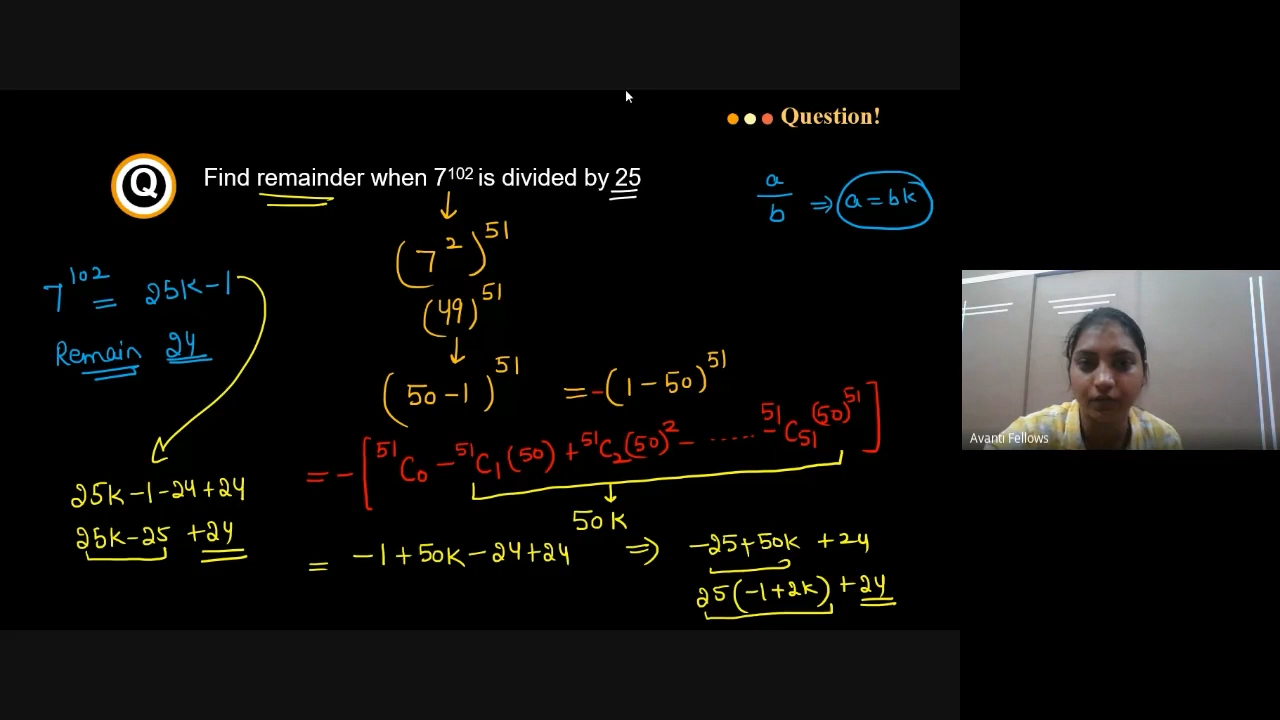 Question!
Q
Find remainder when 7¹⁰² is divided by 25
a/b ⇒ a = bk
(7²)⁵¹
7¹⁰² = 25k-1
(49)⁵¹
Remain 24
(50-1)⁵¹ = -(1-50)⁵¹
= -[⁵¹C₀ - ⁵¹C₁(50) + ⁵¹C₂(50)² - ..... - ⁵¹C₅₁(50)⁵¹]
50k
25k-1-24+24
25k-25 +24
= -1+50k-24+24 ⇒ -25+50k +24
25(-1+2k) +24
Avanti Fellows